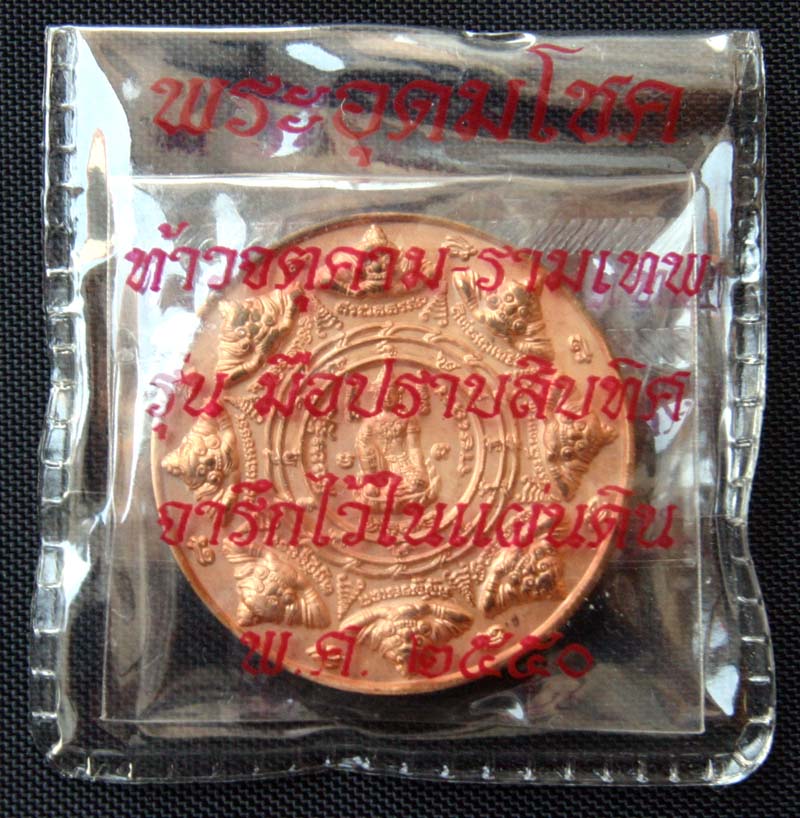 พระอุดมโชค
ท้าวจตุคาม-รามเทพ
รุ่น มือปราบสิบทิศ
จารึกไว้ในแผ่นดิน
พ.ศ. ๒๕๕๐